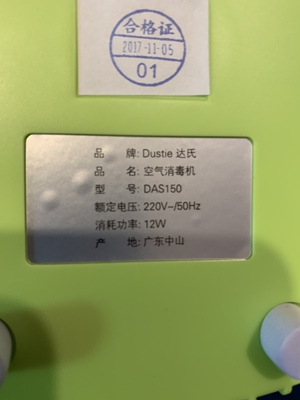 合格证
2017-11-05
01
品 牌: Dustie 达氏
品 名: 空气消毒机
型 号: DAS150
额定电压: 220V~/50Hz
消耗功率: 12W
产 地: 广东中山